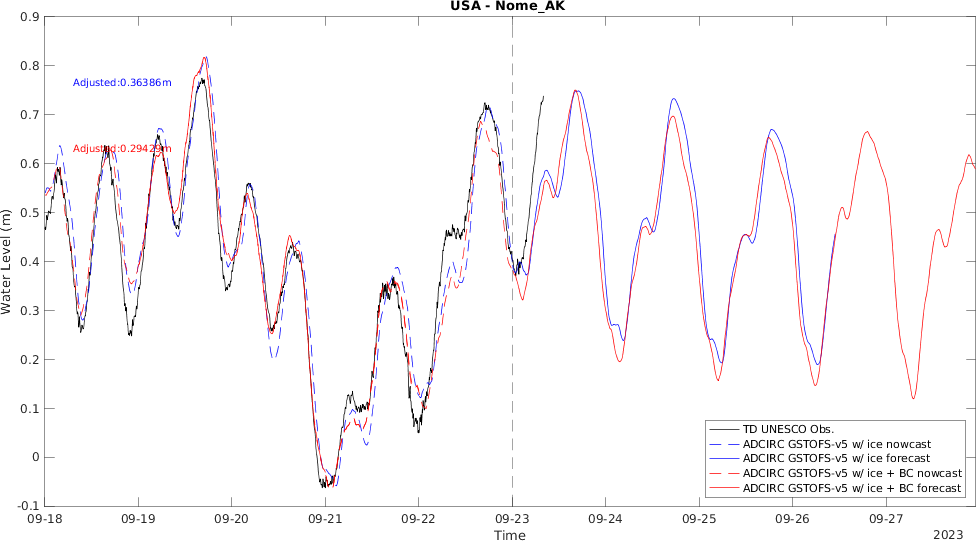 USA - Nome_AK
0.9
0.8
0.7
0.6
0.5
0.4
0.3
0.2
0.1
0
-0.1
Water Level (m)
Adjusted:0.36386m
Adjusted:0.29429m
TD UNESCO Obs.
ADCIRC GSTOFS-v5 w/ ice nowcast
ADCIRC GSTOFS-v5 w/ ice forecast
ADCIRC GSTOFS-v5 w/ ice + BC nowcast
ADCIRC GSTOFS-v5 w/ ice + BC forecast
09-18 09-19 09-20 09-21 09-22 09-23 09-24 09-25 09-26 09-27
Time
2023